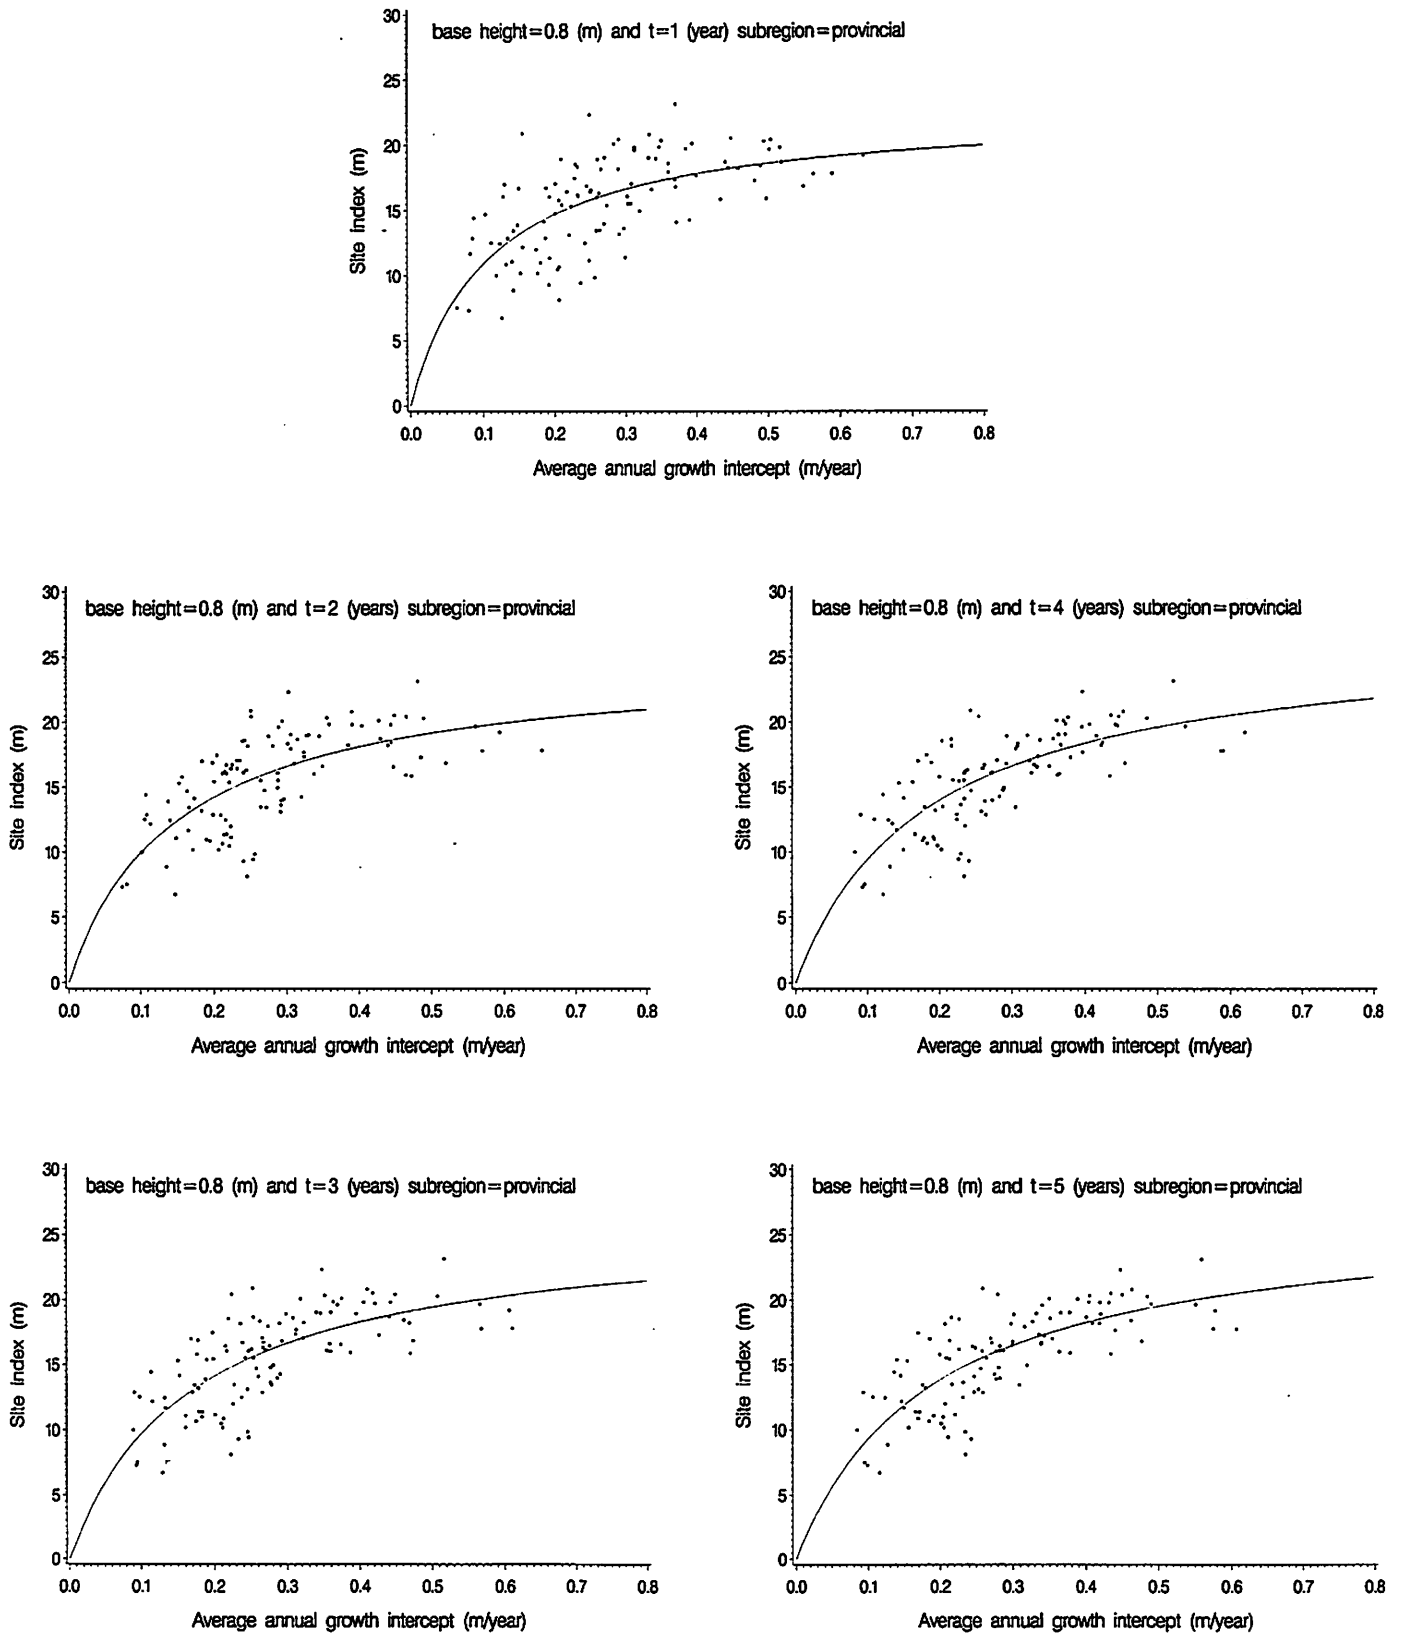 base height=0.8 (m) and t=1 (year) subregion=provincial
30
25
20
15
10
5
0
Site index (m)
0.0 0.1 0.2 0.3 0.4 0.5 0.6 0.7 0.8
Average annual growth intercept (m/year)
base height=0.8 (m) and t=2 (years) subregion=provincial
30
25
20
15
10
5
0
Site index (m)
0.0 0.1 0.2 0.3 0.4 0.5 0.6 0.7 0.8
Average annual growth intercept (m/year)
base height=0.8 (m) and t=4 (years) subregion=provincial
30
25
20
15
10
5
0
Site index (m)
0.0 0.1 0.2 0.3 0.4 0.5 0.6 0.7 0.8
Average annual growth intercept (m/year)
base height=0.8 (m) and t=3 (years) subregion=provincial
30
25
20
15
10
5
0
Site index (m)
0.0 0.1 0.2 0.3 0.4 0.5 0.6 0.7 0.8
Average annual growth intercept (m/year)
base height=0.8 (m) and t=5 (years) subregion=provincial
30
25
20
15
10
5
0
Site index (m)
0.0 0.1 0.2 0.3 0.4 0.5 0.6 0.7 0.8
Average annual growth intercept (m/year)